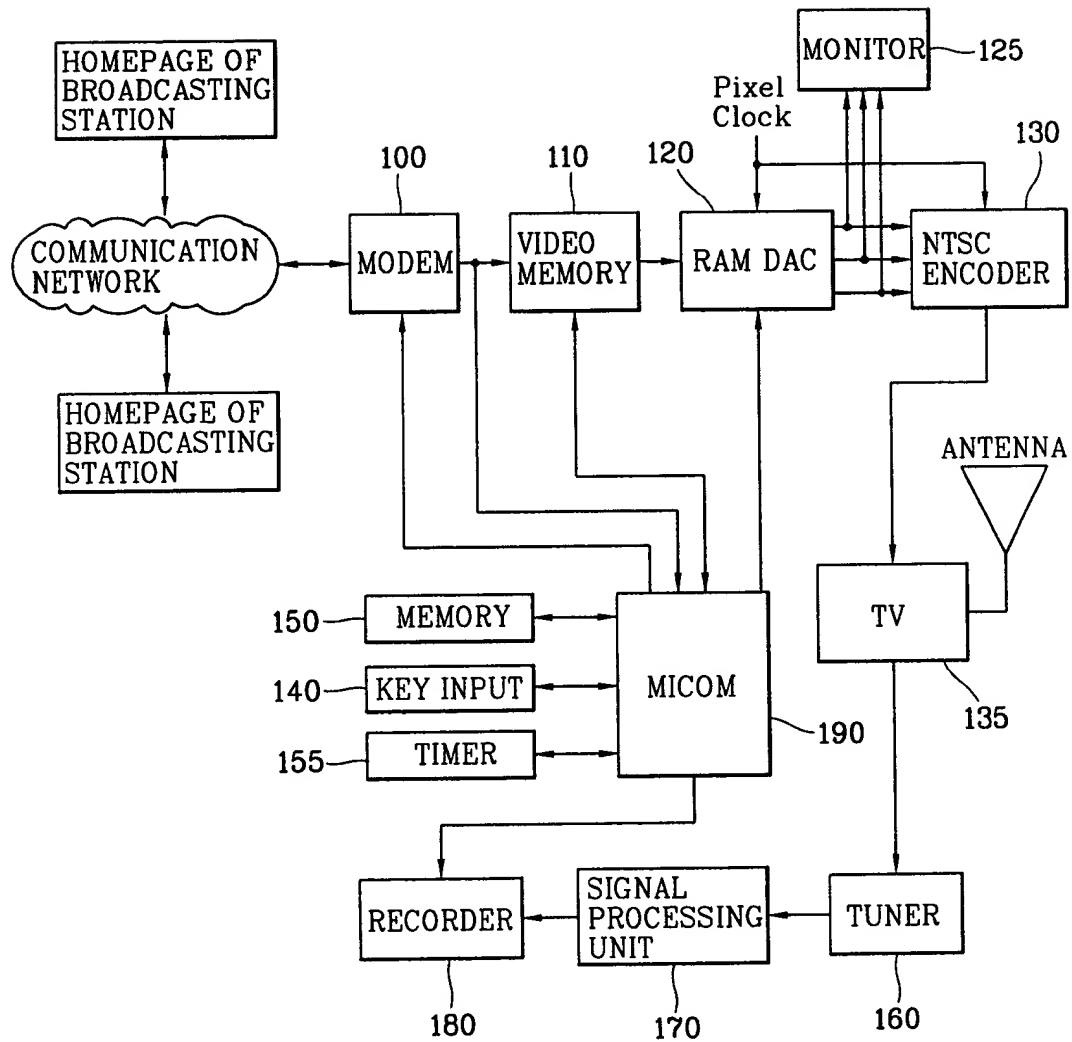 HOMEPAGE OF
BROADCASTING
STATION
MONITOR
125
Pixel
Clock
100
110
120
130
COMMUNICATION
NETWORK
MODEM
VIDEO
MEMORY
RAM DAC
NTSC
ENCODER
HOMEPAGE OF
BROADCASTING
STATION
ANTENNA
150
MEMORY
TV
140
KEY INPUT
MICOM
135
190
155
TIMER
RECORDER
SIGNAL
PROCESSING
UNIT
TUNER
180
170
160